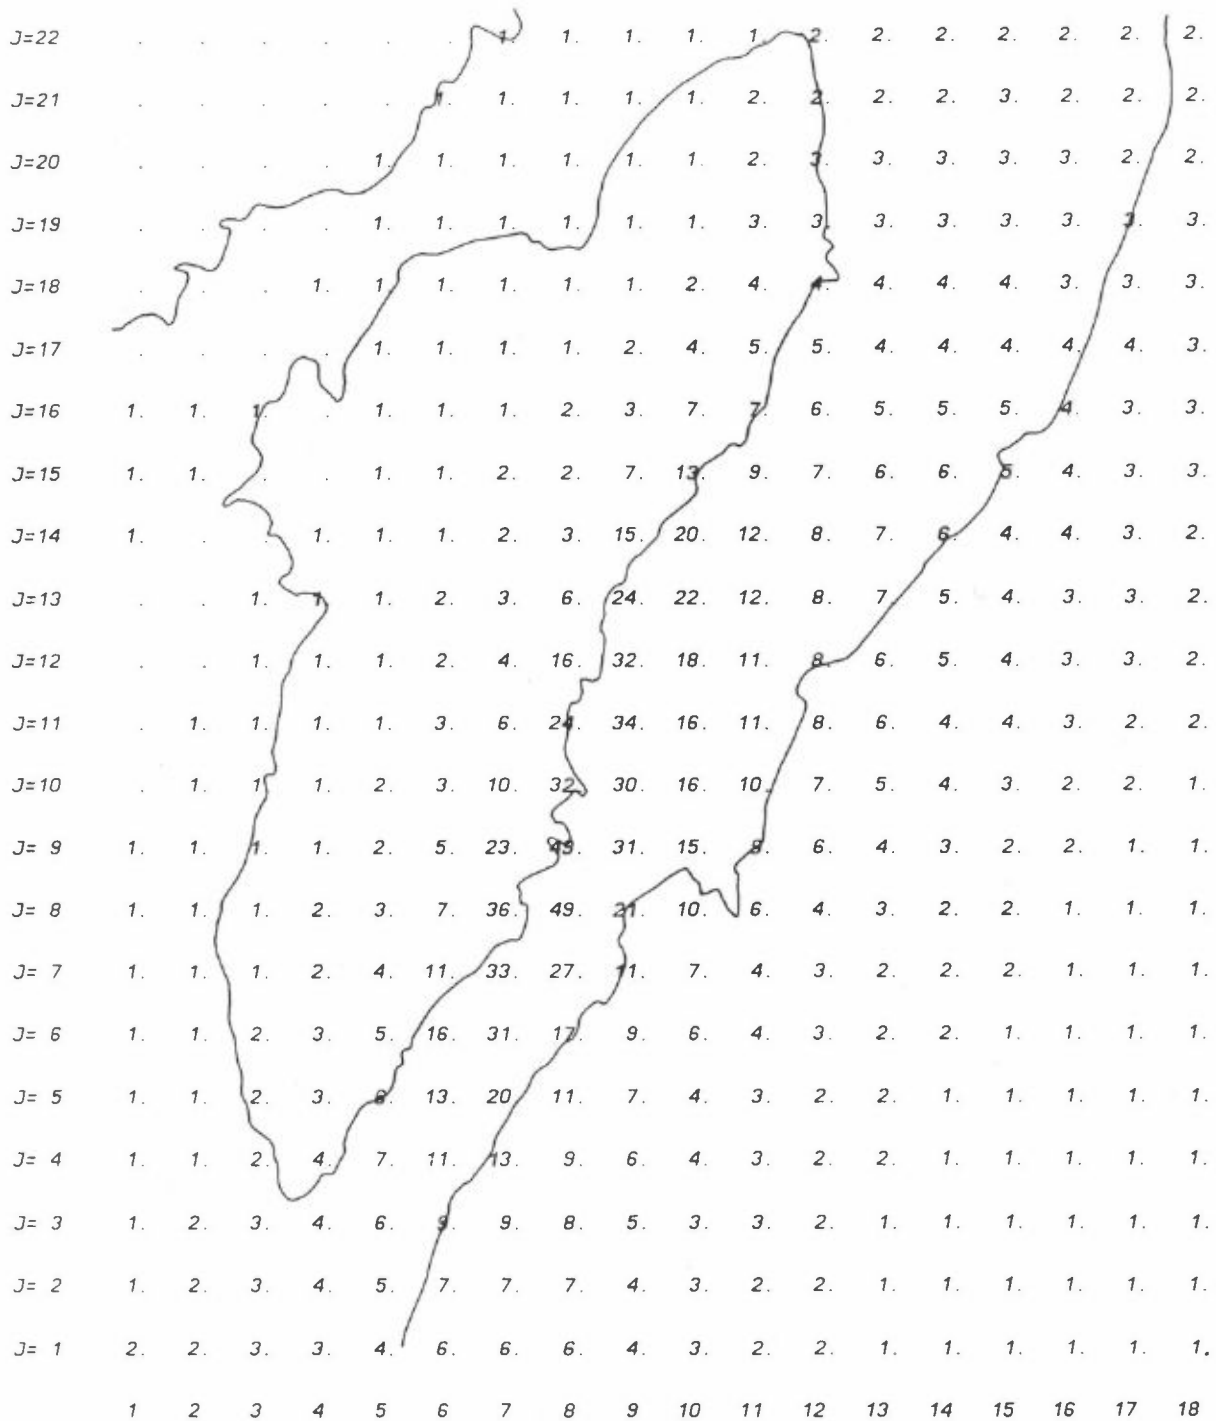 J=22 . . . . . . 1. 1. 1. 1. 1. 2. 2. 2. 2. 2. 2. 2.
J=21 . . . . . 1. 1. 1. 1. 1. 2. 2. 2. 2. 3. 2. 2. 2.
J=20 . . . . 1. 1. 1. 1. 1. 1. 2. 3. 3. 3. 3. 3. 2. 2.
J=19 . . . . 1. 1. 1. 1. 1. 1. 3. 3. 3. 3. 3. 3. 3. 3.
J=18 . . . 1. 1. 1. 1. 1. 1. 2. 4. 4. 4. 4. 4. 3. 3. 3.
J=17 . . . . 1. 1. 1. 1. 2. 4. 5. 5. 4. 4. 4. 4. 4. 3.
J=16 1. 1. 1. . 1. 1. 1. 2. 3. 7. 7. 6. 5. 5. 5. 4. 3. 3.
J=15 1. 1. . . 1. 1. 2. 2. 7. 13. 9. 7. 6. 6. 5. 4. 3. 3.
J=14 1. . . 1. 1. 1. 2. 3. 15. 20. 12. 8. 7. 6. 4. 4. 3. 2.
J=13 . . 1. 1. 1. 2. 3. 6. 24. 22. 12. 8. 7. 5. 4. 3. 3. 2.
J=12 . . 1. 1. 1. 2. 4. 16. 32. 18. 11. 8. 6. 5. 4. 3. 3. 2.
J=11 . 1. 1. 1. 1. 3. 6. 24. 34. 16. 11. 8. 6. 4. 4. 3. 2. 2.
J=10 . 1. 1. 1. 2. 3. 10. 32. 30. 16. 10. 7. 5. 4. 3. 2. 2. 1.
J= 9 1. 1. 1. 1. 2. 5. 23. 31. 15. 6. 4. 3. 2. 2. 1. 1.
J= 8 1. 1. 1. 2. 3. 7. 36. 49. 21. 10. 6. 4. 3. 2. 2. 1. 1. 1.
J= 7 1. 1. 1. 2. 4. 11. 33. 27. 11. 7. 4. 3. 2. 2. 2. 1. 1. 1.
J= 6 1. 1. 2. 3. 5. 16. 31. 17. 9. 6. 4. 3. 2. 2. 1. 1. 1. 1.
J= 5 1. 1. 2. 3. 13. 20. 11. 7. 4. 3. 2. 2. 1. 1. 1. 1. 1.
J= 4 1. 1. 2. 4. 7. 11. 13. 9. 6. 4. 3. 2. 2. 1. 1. 1. 1. 1.
J= 3 1. 2. 3. 4. 6. 9. 9. 8. 5. 3. 3. 2. 1. 1. 1. 1. 1. 1.
J= 2 1. 2. 3. 4. 5. 7. 7. 7. 4. 3. 2. 2. 1. 1. 1. 1. 1. 1.
J= 1 2. 2. 3. 3. 4. 6. 6. 6. 4. 3. 2. 2. 1. 1. 1. 1. 1. 1.
1 2 3 4 5 6 7 8 9 10 11 12 13 14 15 16 17 18